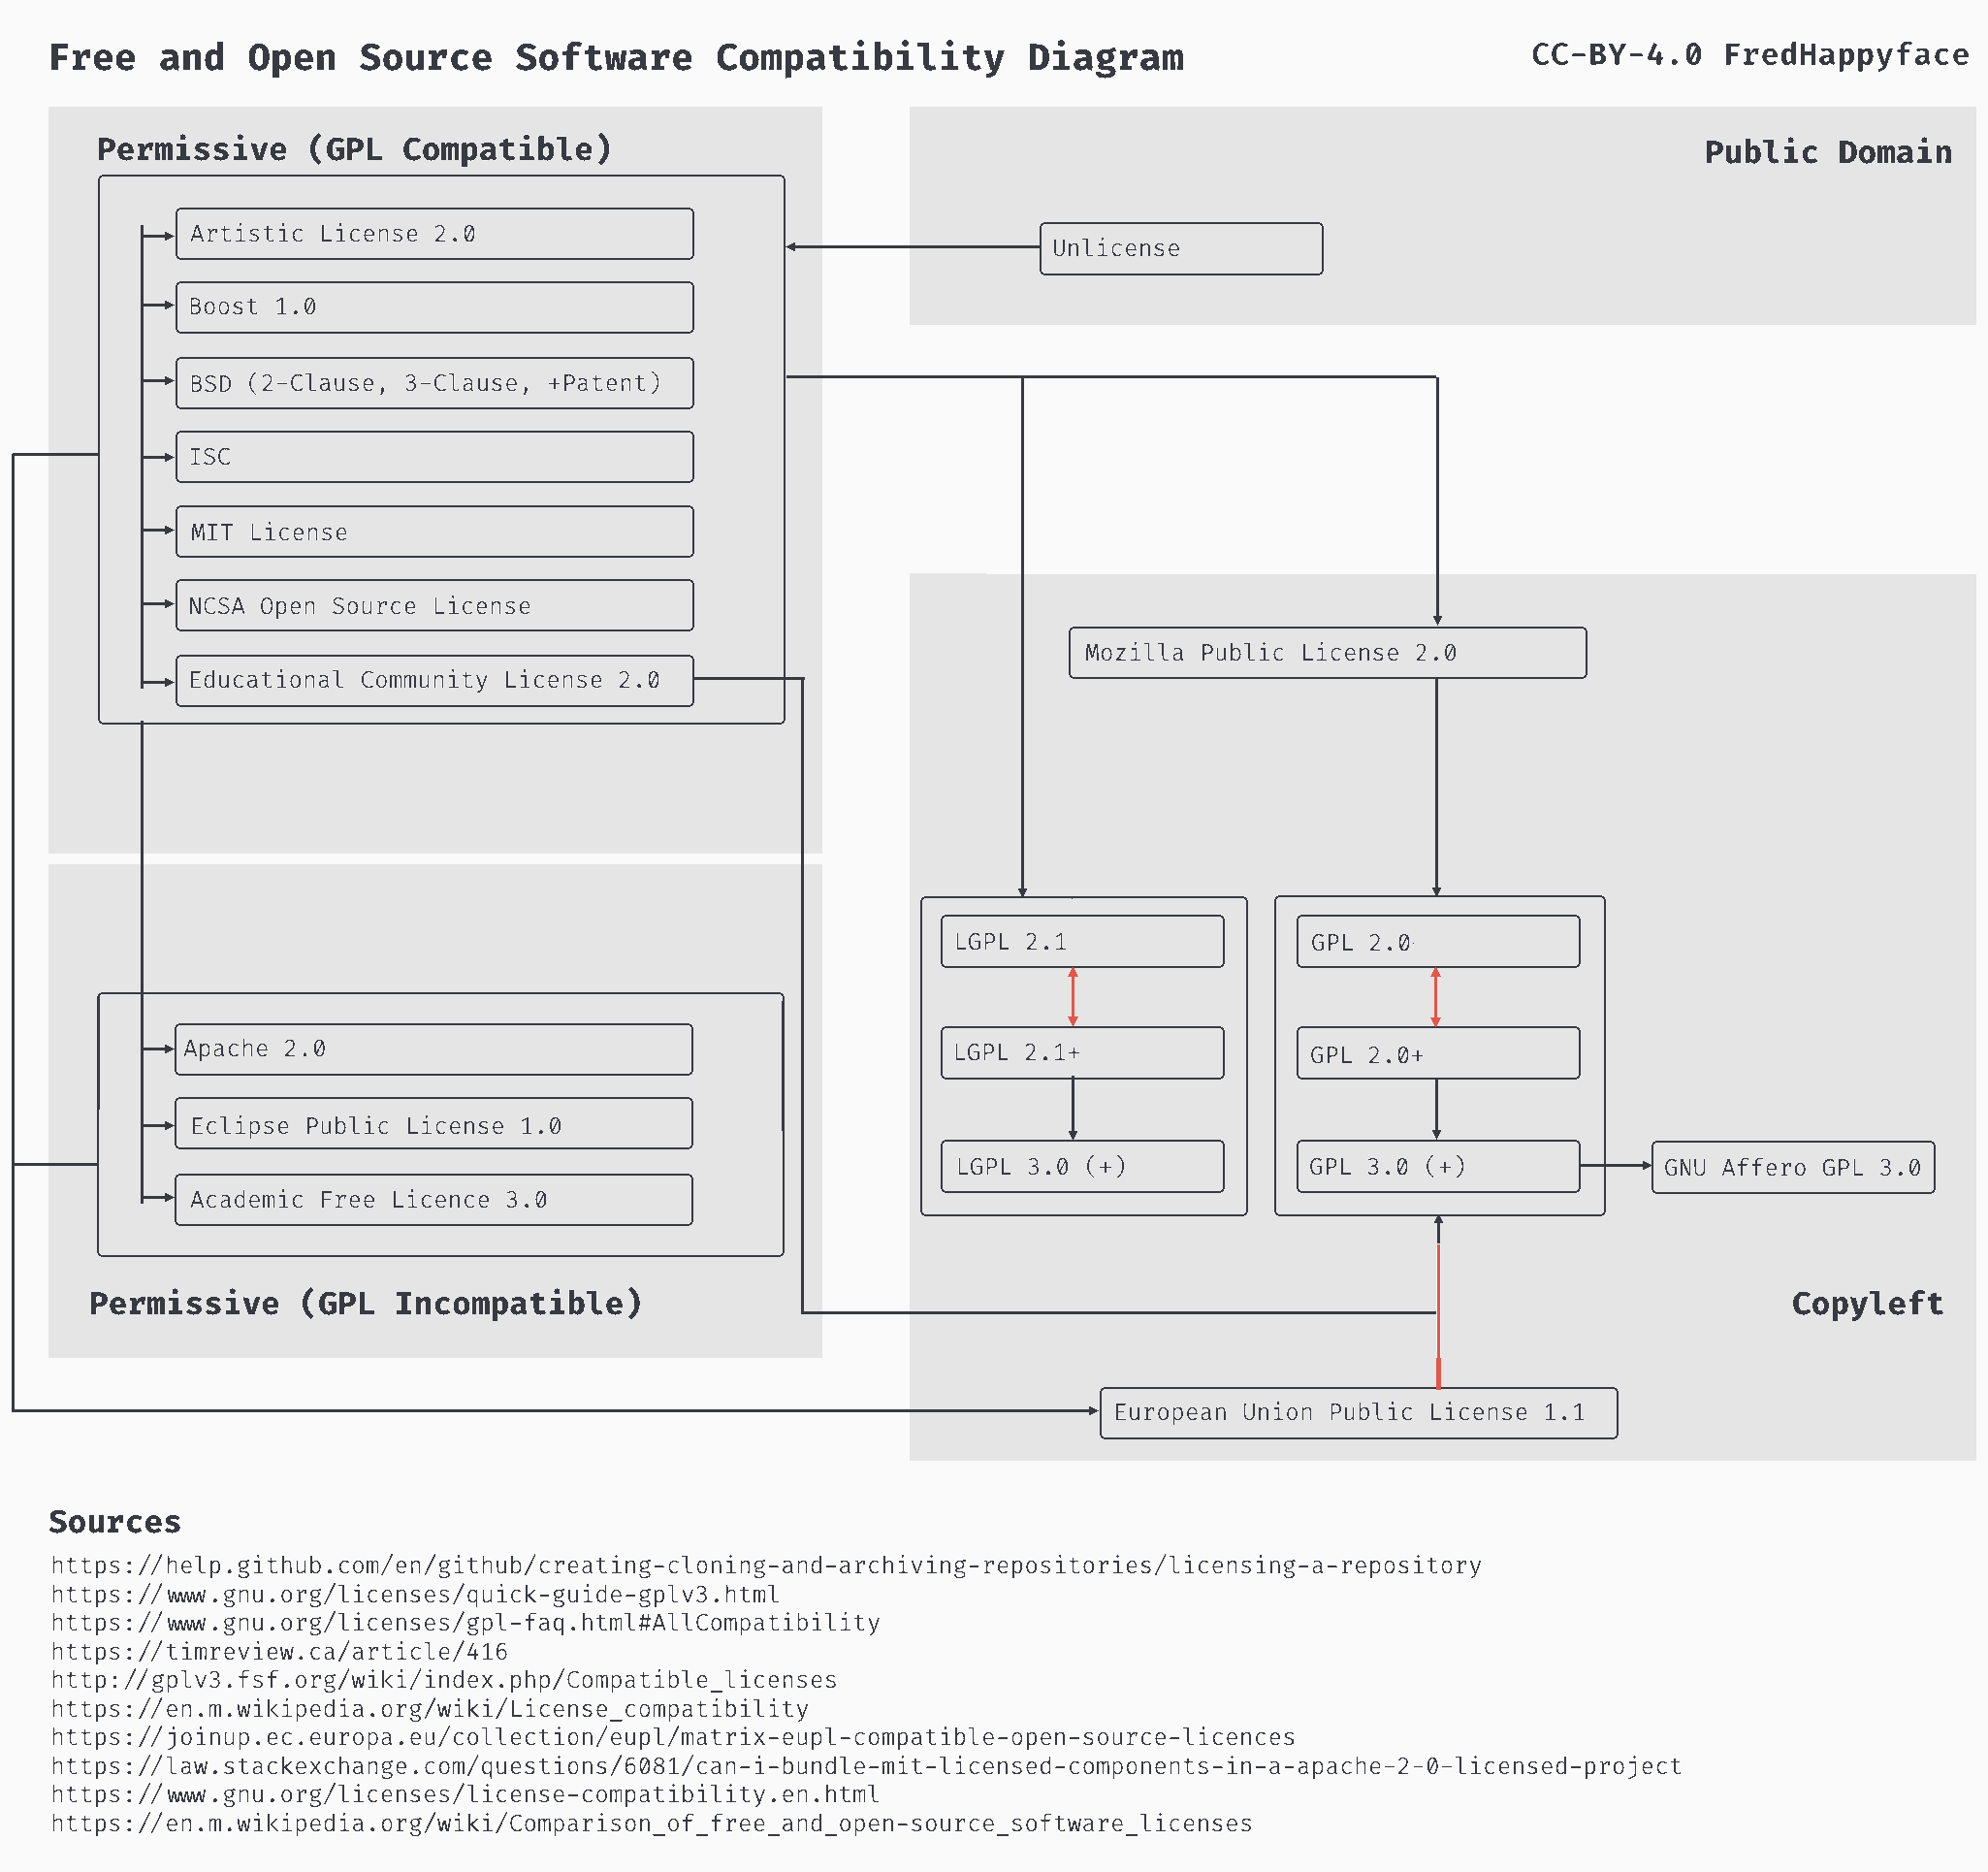 Free and Open Source Software Compatibility Diagram
CC-BY-4.0 FredHappyface
Permissive (GPL Compatible)
Artistic License 2.0
Boost 1.0
BSD (2-Clause, 3-Clause, +Patent)
ISC
MIT License
NCSA Open Source License
Educational Community License 2.0
Public Domain
Unlicense
Mozilla Public License 2.0
LGPL 2.1
LGPL 2.1+
LGPL 3.0 (+)
GPL 2.0
GPL 2.0+
GPL 3.0 (+)
GNU Affero GPL 3.0
Copyleft
European Union Public License 1.1
Apache 2.0
Eclipse Public License 1.0
Academic Free Licence 3.0
Permissive (GPL Incompatible)
Sources
https://help.github.com/en/github/creating-cloning-and-archiving-repositories/licensing-a-repository
https://www.gnu.org/licenses/quick-guide-gplv3.html
https://www.gnu.org/licenses/gpl-faq.html#AllCompatibility
https://timreview.ca/article/416
http://gplv3.fsf.org/wiki/index.php/Compatible_licenses
https://en.m.wikipedia.org/wiki/License_compatibility
https://joinup.ec.europa.eu/collection/eupl/matrix-eupl-compatible-open-source-licences
https://law.stackexchange.com/questions/6081/can-i-bundle-mit-licensed-components-in-a-apache-2-0-licensed-project
https://www.gnu.org/licenses/license-compatibility.en.html
https://en.m.wikipedia.org/wiki/Comparison_of_free_and_open-source_software_licenses